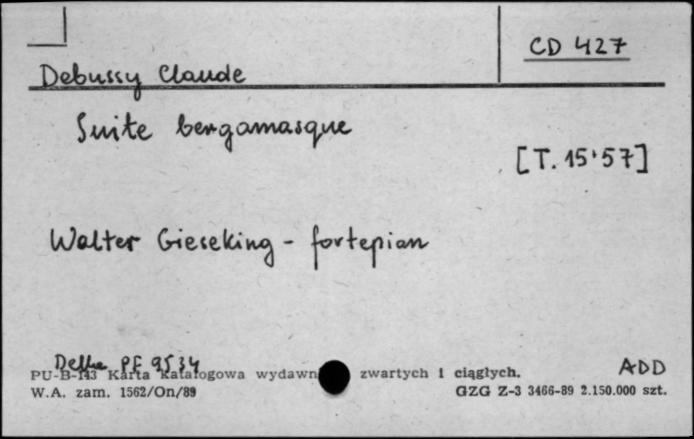 CD 427
Debussy Claude
Suite bergamasque
[T. 15'57]
Walter Gieseking - fortepian
Delta PE 9534
ADD
PU-B-143 Karta katalogowa wydawn zwartych i ciągłych.
W.A. zam. 1562/On/89 GZG Z-3 3466-89 2.150.000 szt.